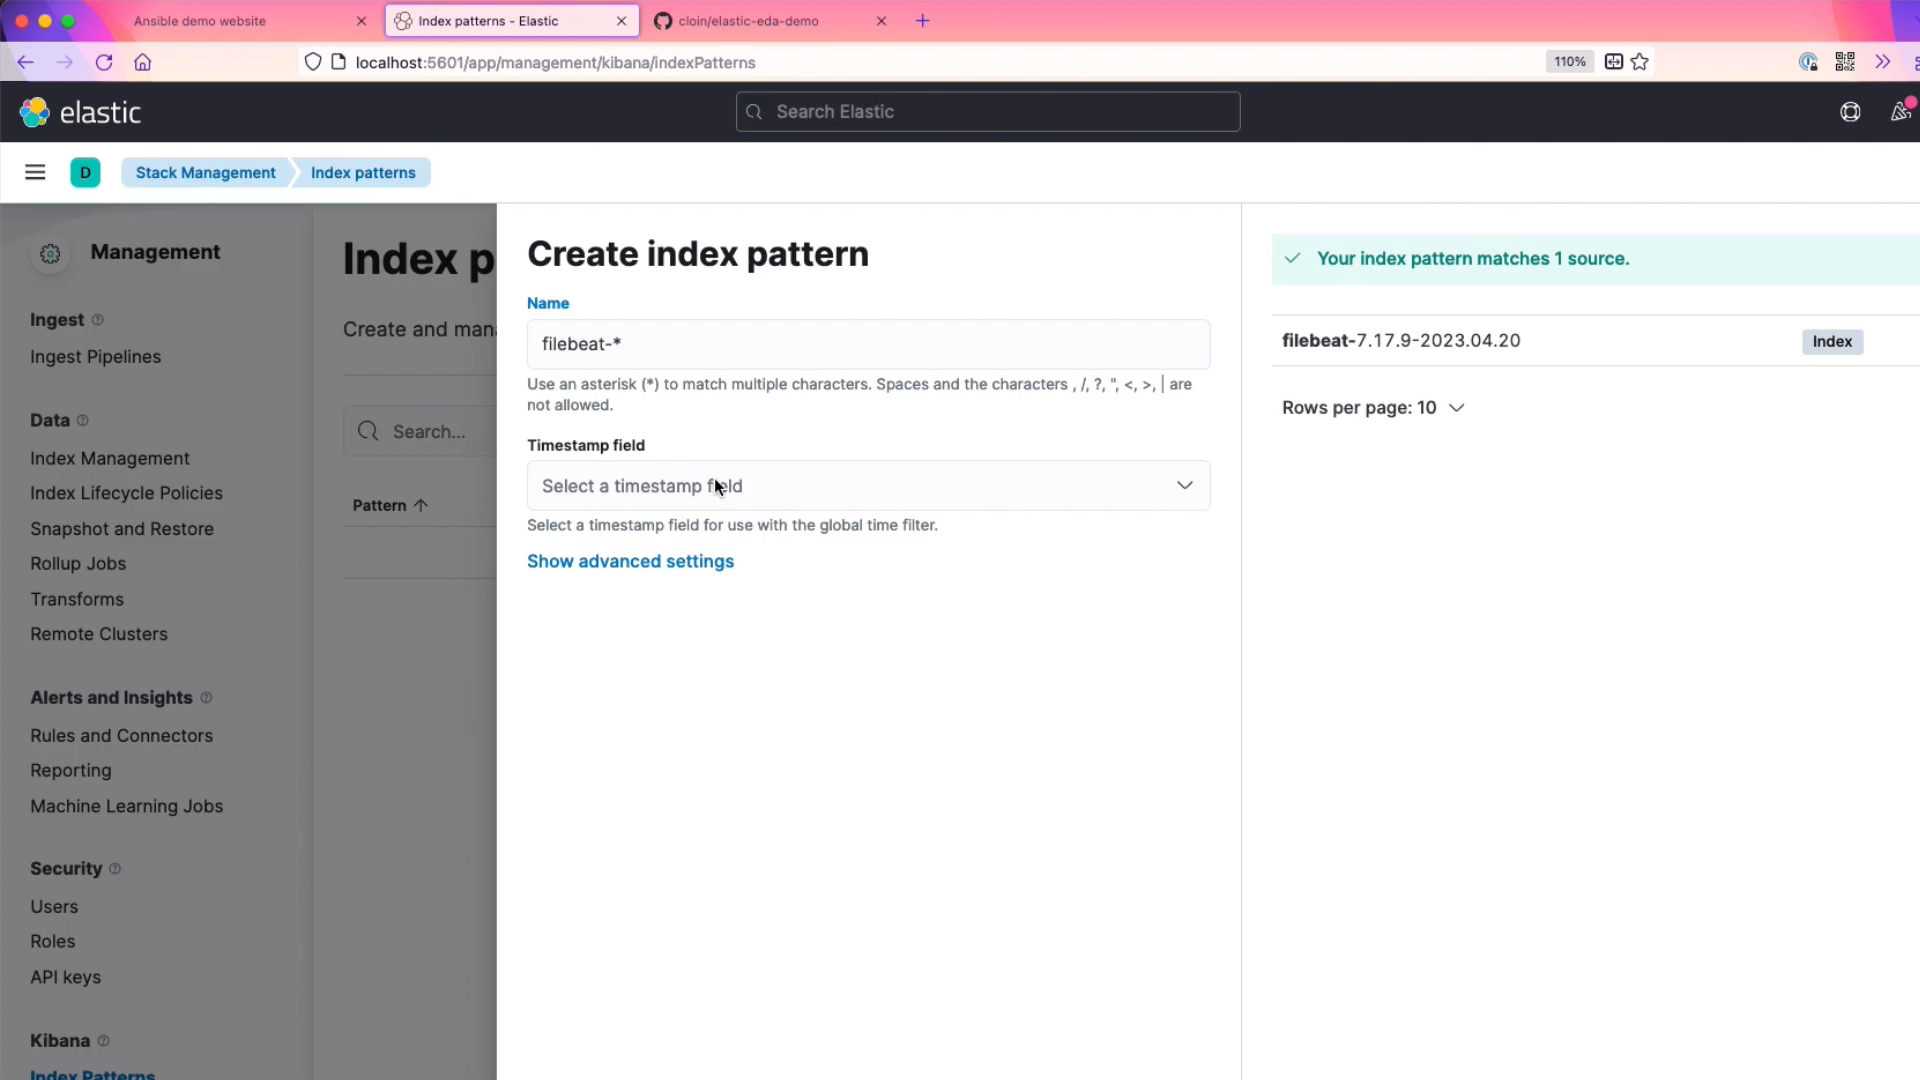 Ansible demo website
Index patterns - Elastic
cloin/elastic-eda-demo
localhost:5601/app/management/kibana/indexPatterns
110%
elastic
Search Elastic
D
Stack Management
Index patterns
Management
Ingest
Ingest Pipelines
Data
Index Management
Index Lifecycle Policies
Snapshot and Restore
Rollup Jobs
Transforms
Remote Clusters
Alerts and Insights
Rules and Connectors
Reporting
Machine Learning Jobs
Security
Users
Roles
API keys
Kibana
Index Patterns
Index p
Create and man
Search...
Pattern
Create index pattern
Name
filebeat-*
Use an asterisk (*) to match multiple characters. Spaces and the characters , /, ?, ", <, >, | are
not allowed.
Timestamp field
Select a timestamp field
Select a timestamp field for use with the global time filter.
Show advanced settings
Your index pattern matches 1 source.
filebeat-7.17.9-2023.04.20
Index
Rows per page: 10